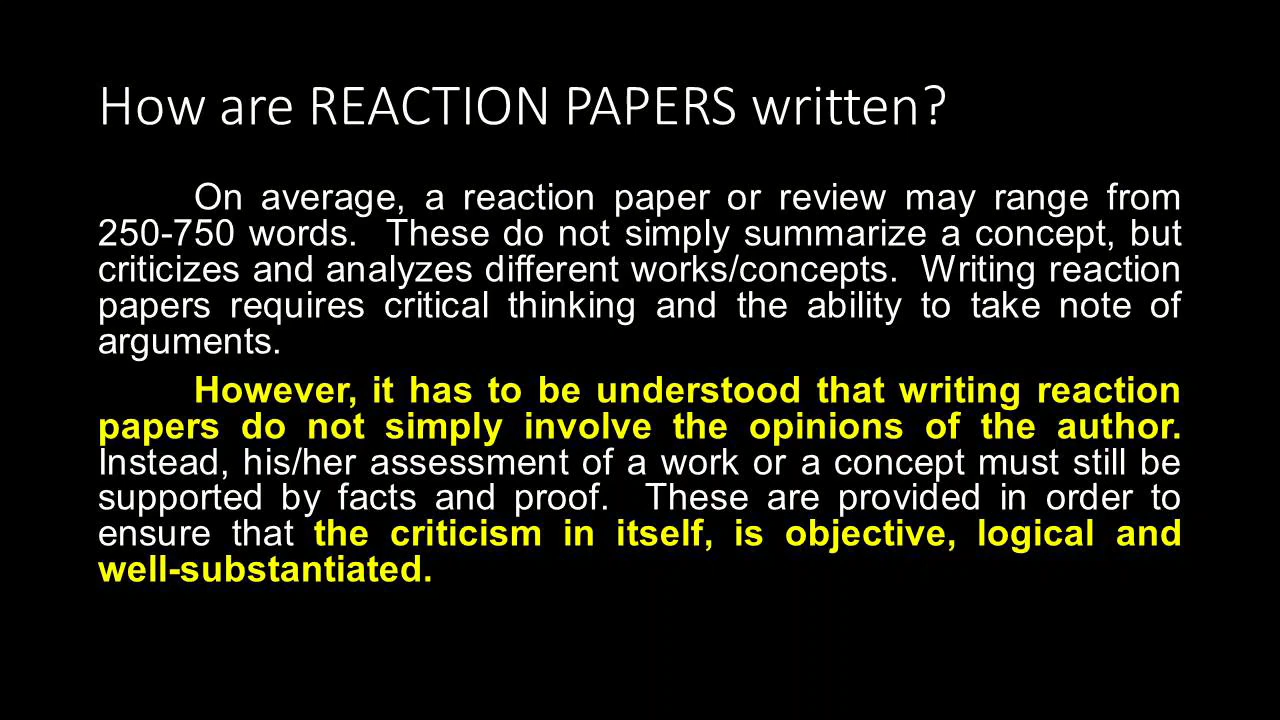 How are REACTION PAPERS written?
On average, a reaction paper or review may range from
250-750 words.  These do not simply summarize a concept, but
criticizes and analyzes different works/concepts.  Writing reaction
papers requires critical thinking and the ability to take note of
arguments.
However, it has to be understood that writing reaction
papers do not simply involve the opinions of the author.
Instead, his/her assessment of a work or a concept must still be
supported by facts and proof.  These are provided in order to
ensure that the criticism in itself, is objective, logical and
well-substantiated.